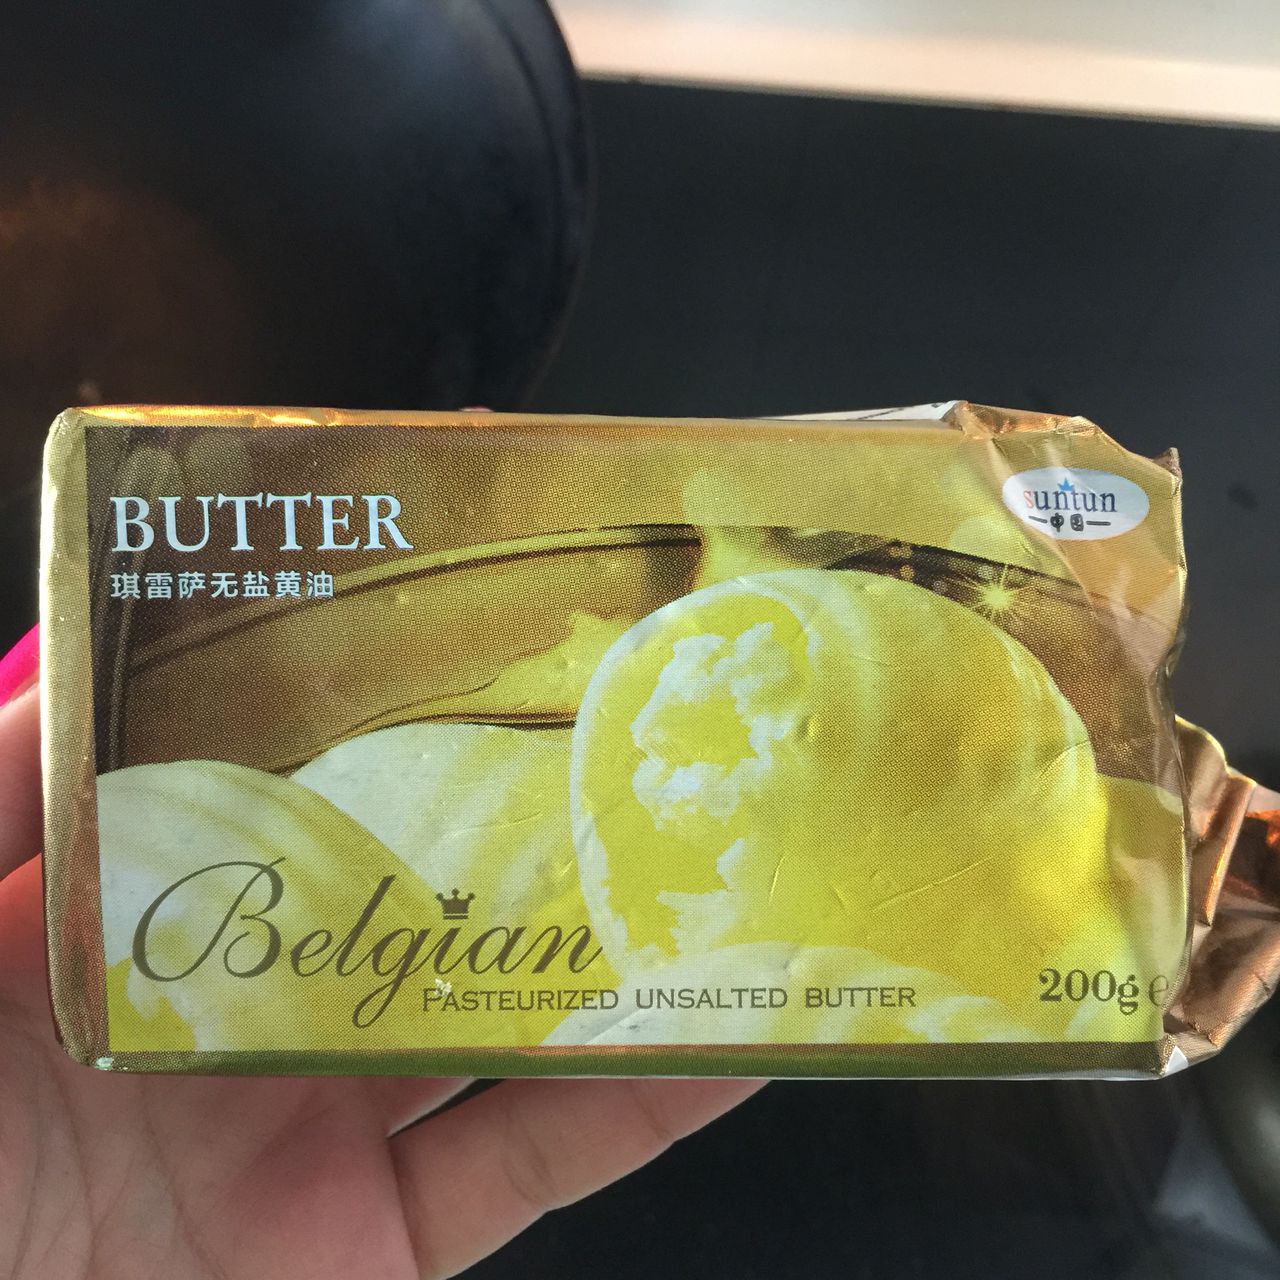 BUTTER
琪雷萨无盐黄油
suntun
中国
Belgian
PASTEURIZED UNSALTED BUTTER
200g e